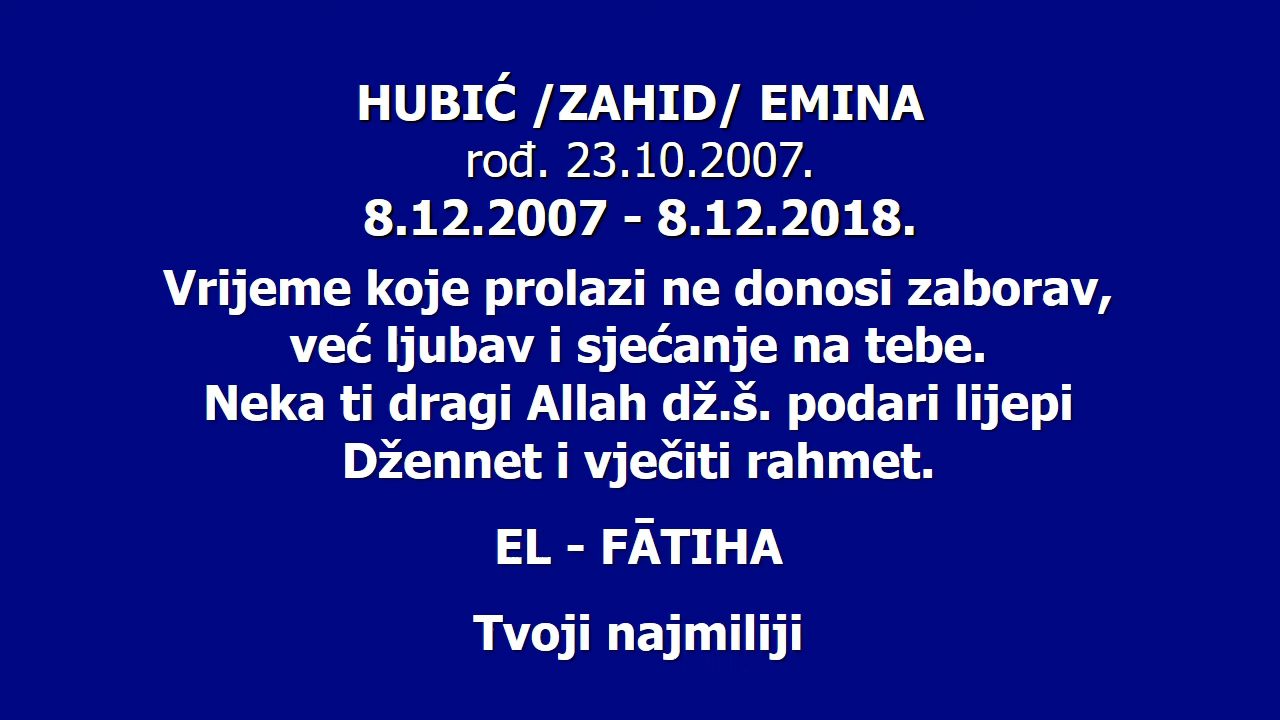 HUBIĆ /ZAHID/ EMINA
rođ. 23.10.2007.
8.12.2007 - 8.12.2018.
Vrijeme koje prolazi ne donosi zaborav,
već ljubav i sjećanje na tebe.
Neka ti dragi Allah dž.š. podari lijepi
Džennet i vječiti rahmet.
EL - FĀTIHA
Tvoji najmiliji